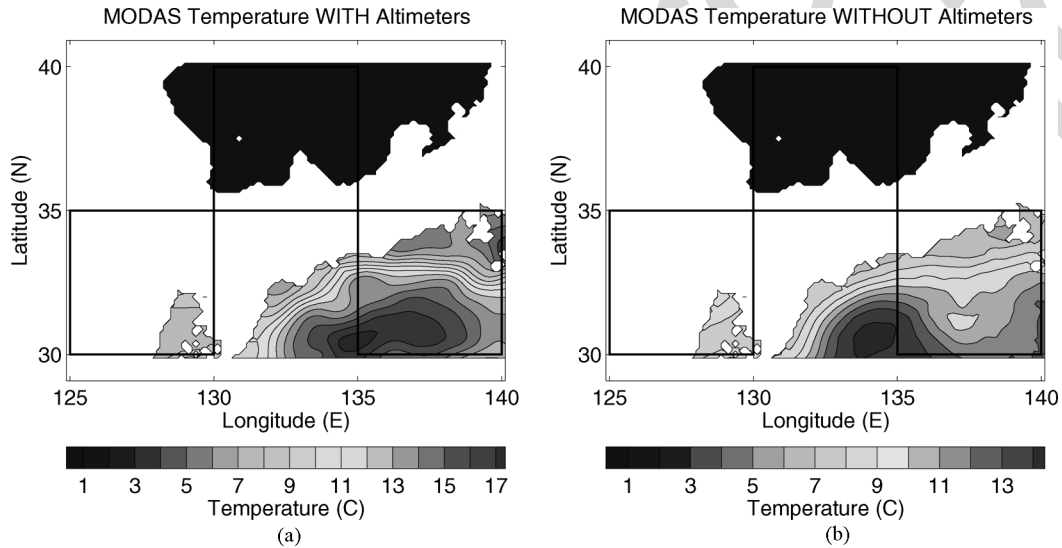 MODAS Temperature WITH Altimeters
40
35
30
Latitude (N)
125 130 135 140
Longitude (E)
1 3 5 7 9 11 13 15 17
Temperature (C)
(a)
MODAS Temperature WITHOUT Altimeters
40
35
30
Latitude (N)
125 130 135 140
Longitude (E)
1 3 5 7 9 11 13
Temperature (C)
(b)